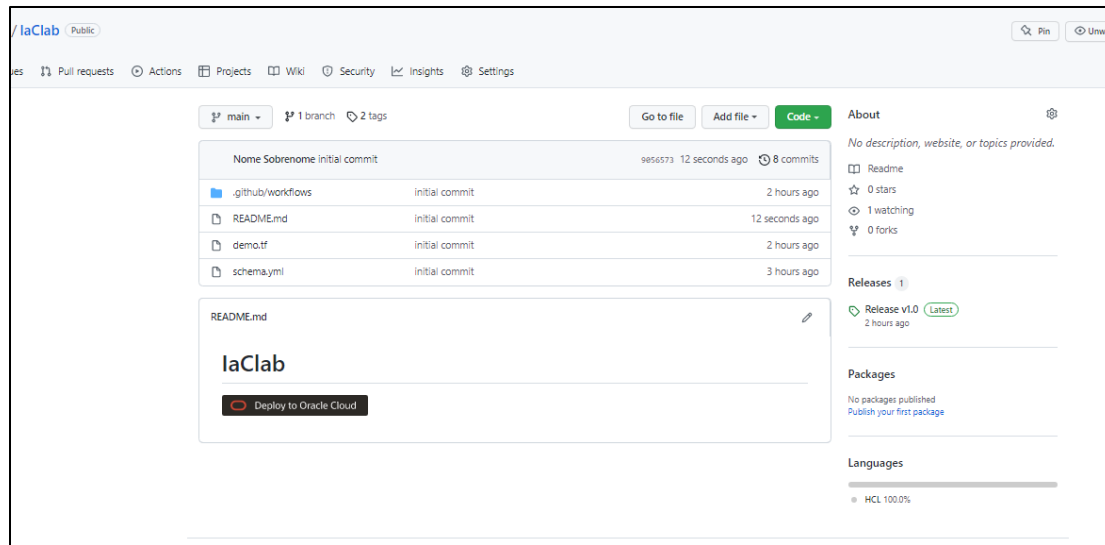 / IaClab Public
Pin
Unw
ues Pull requests Actions Projects Wiki Security Insights Settings
main 1 branch 2 tags
Go to file Add file Code
Nome Sobrenome initial commit 9056573 12 seconds ago 8 commits
.github/workflows initial commit 2 hours ago
README.md initial commit 12 seconds ago
demo.tf initial commit 2 hours ago
schema.yml initial commit 3 hours ago
README.md
IaClab
Deploy to Oracle Cloud
About
No description, website, or topics provided.
Readme
0 stars
1 watching
0 forks
Releases 1
Release v1.0 Latest
2 hours ago
Packages
No packages published
Publish your first package
Languages
HCL 100.0%